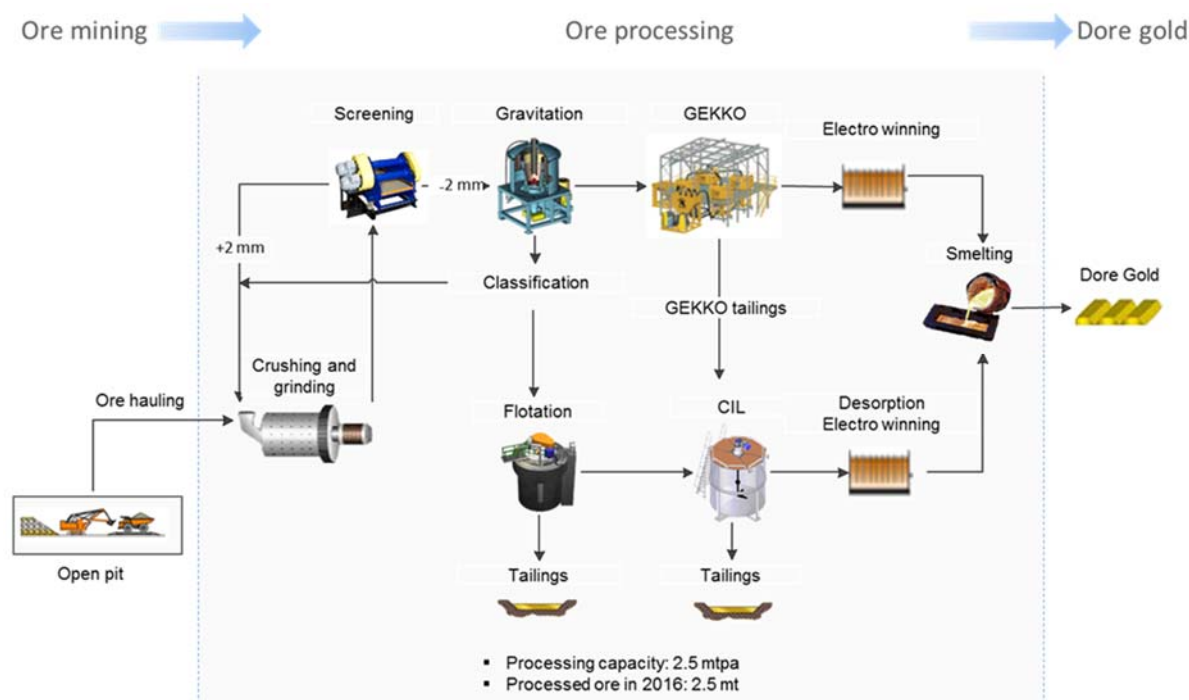 Ore mining
Ore processing
Dore gold
Screening
Gravitation
GEKKO
Electro winning
-2 mm
+2 mm
Classification
Smelting
Dore Gold
GEKKO tailings
Crushing and
grinding
Ore hauling
Flotation
CIL
Desorption
Electro winning
Open pit
Tailings
Tailings
▪ Processing capacity: 2.5 mtpa
▪ Processed ore in 2016: 2.5 mt